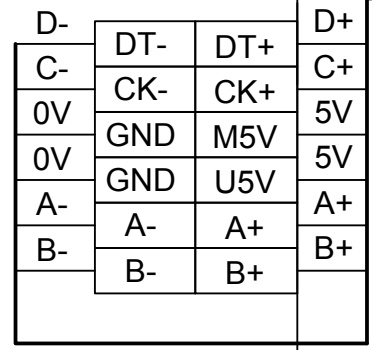 D- DT- DT+ D+
C- CK- CK+ C+
0V GND M5V 5V
0V GND U5V 5V
A- A- A+ A+
B- B- B+ B+